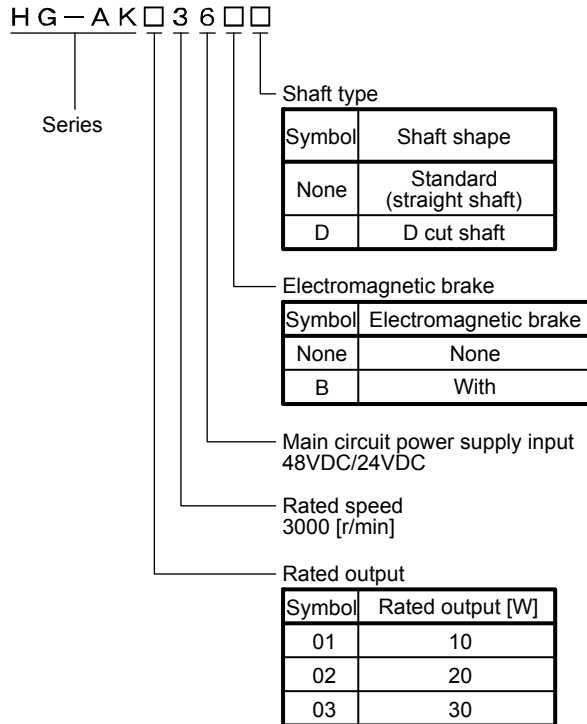 HG-AK□36□□
Series
Shaft type
Symbol Shaft shape
None Standard
(straight shaft)
D D cut shaft
Electromagnetic brake
Symbol Electromagnetic brake
None None
B With
Main circuit power supply input
48VDC/24VDC
Rated speed
3000 [r/min]
Rated output
Symbol Rated output [W]
01 10
02 20
03 30